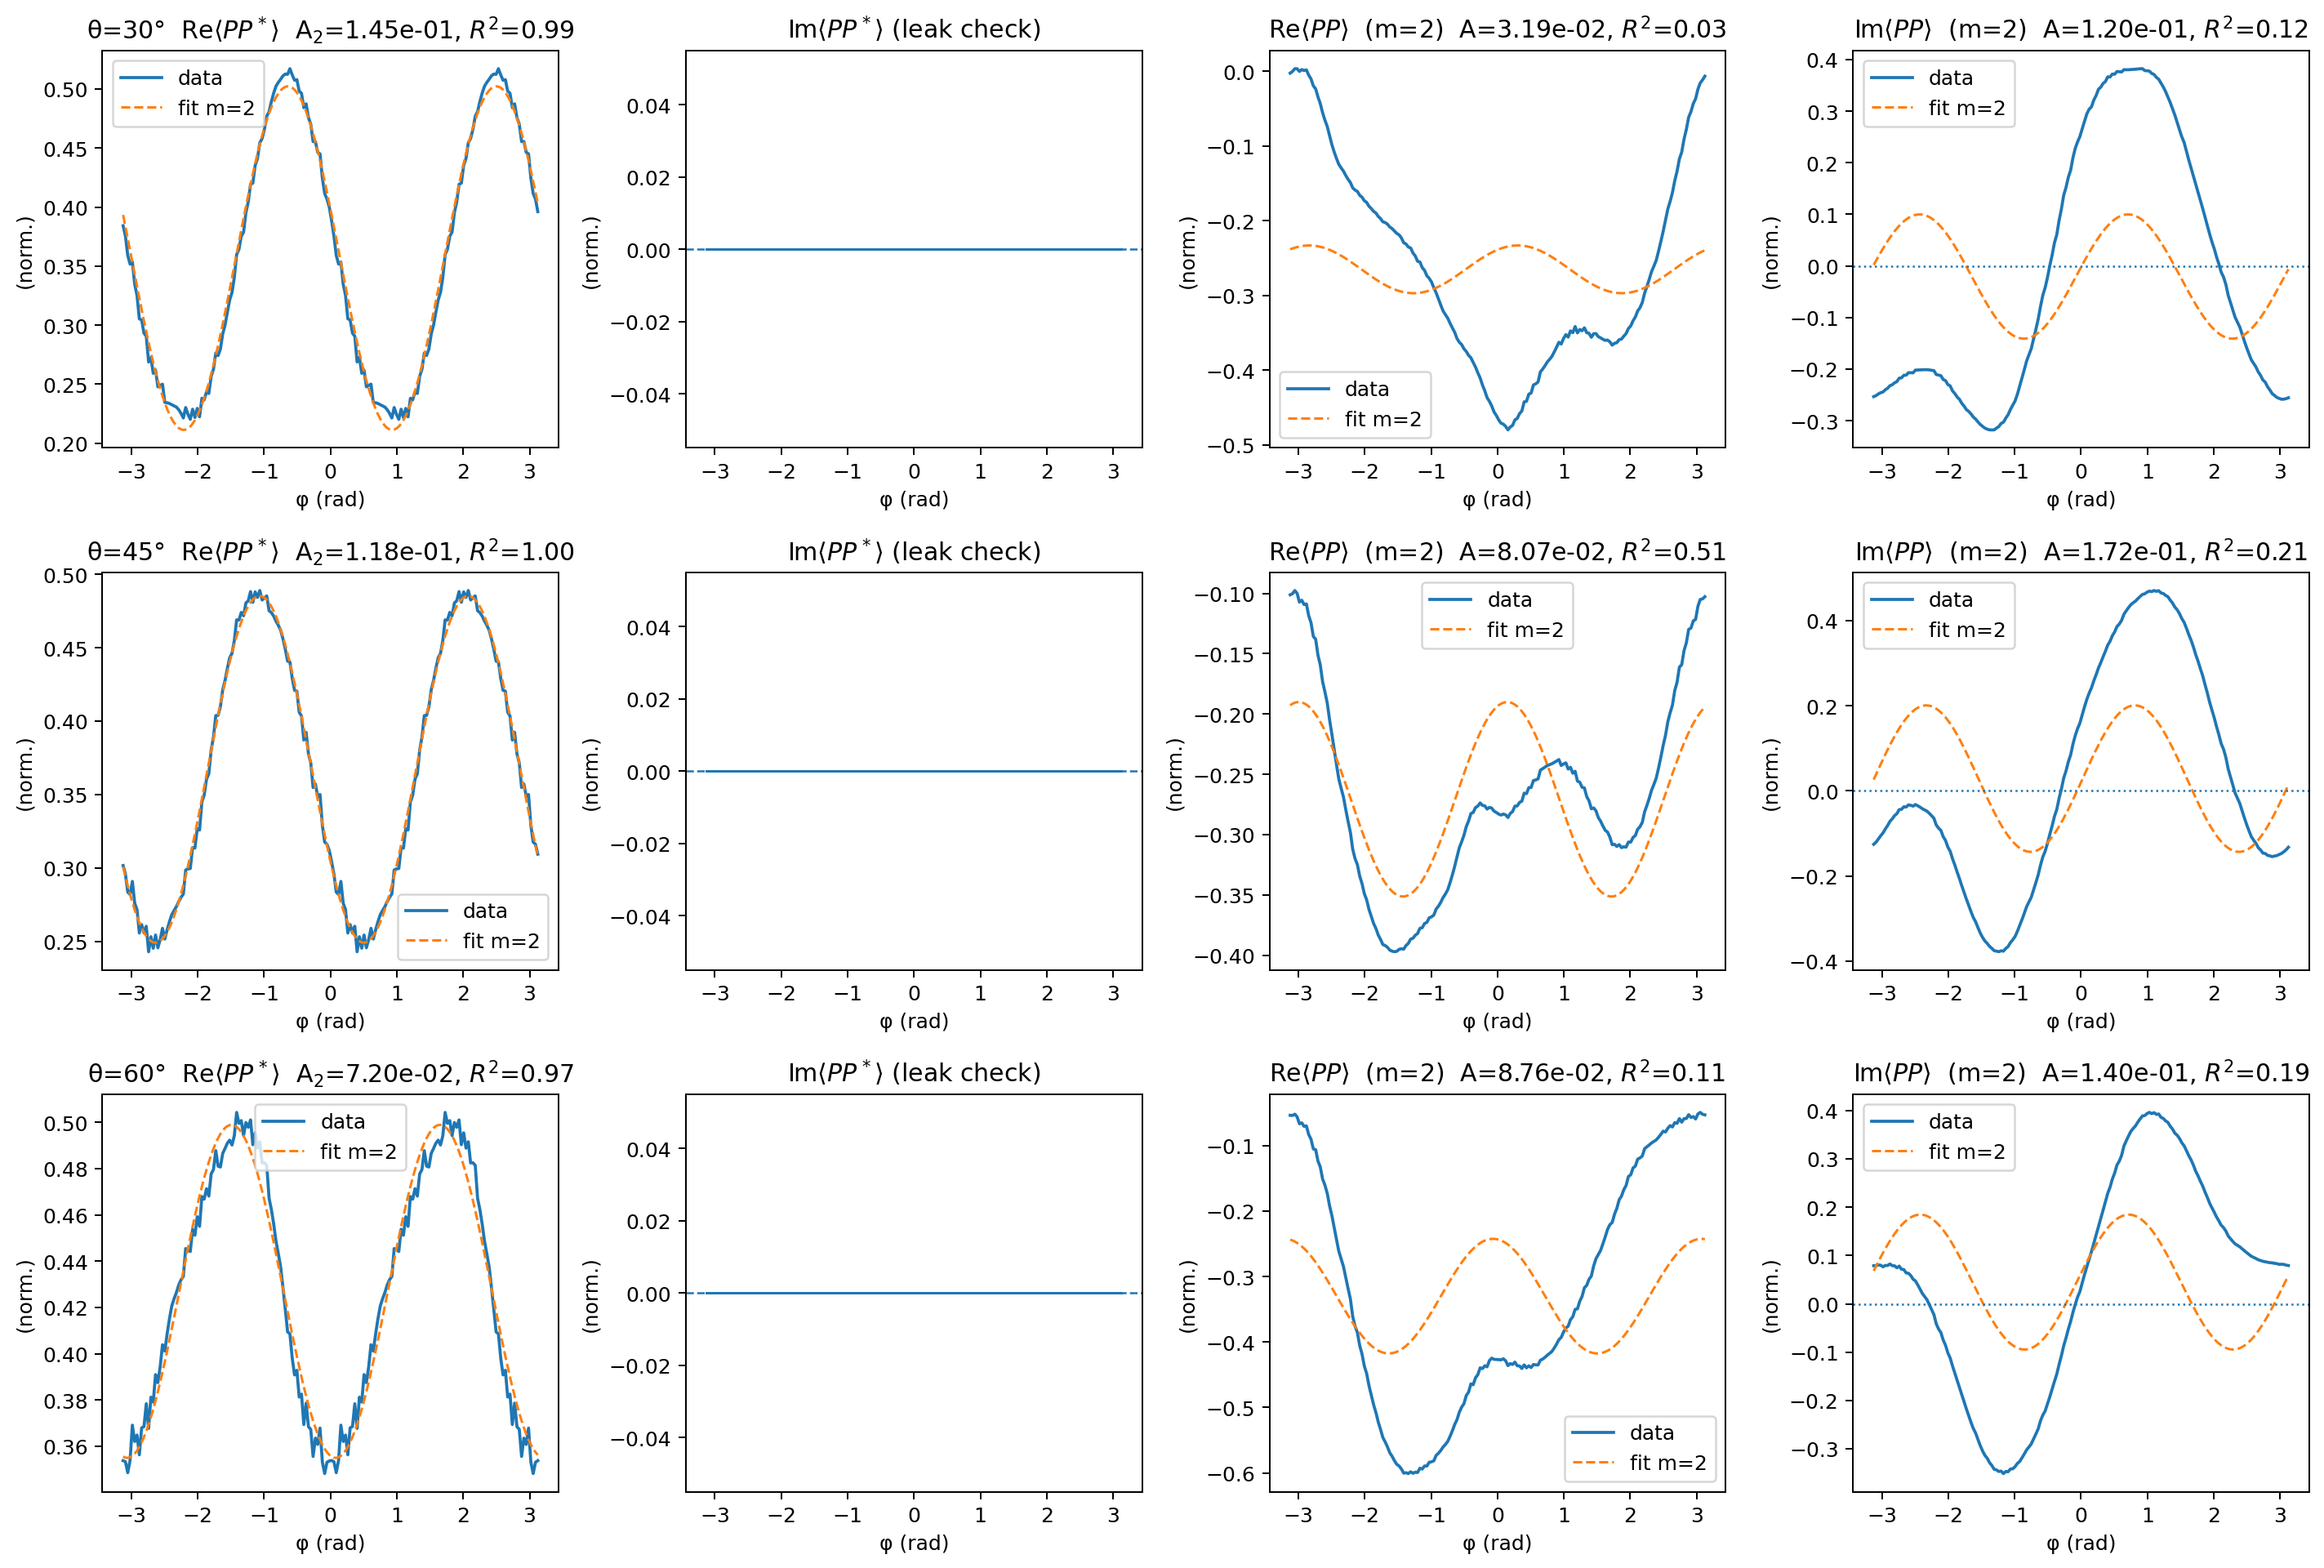 θ=30° Re⟨PP*⟩ A₂=1.45e-01, R²=0.99
0.50
0.45
0.40
0.35
0.30
0.25
0.20
(norm.)
data
fit m=2
−3 −2 −1 0 1 2 3
φ (rad)
Im⟨PP*⟩ (leak check)
0.04
0.02
0.00
−0.02
−0.04
(norm.)
−3 −2 −1 0 1 2 3
φ (rad)
Re⟨PP⟩ (m=2) A=3.19e-02, R²=0.03
0.0
−0.1
−0.2
−0.3
−0.4
−0.5
(norm.)
data
fit m=2
−3 −2 −1 0 1 2 3
φ (rad)
Im⟨PP⟩ (m=2) A=1.20e-01, R²=0.12
0.4
0.3
0.2
0.1
0.0
−0.1
−0.2
−0.3
(norm.)
data
fit m=2
−3 −2 −1 0 1 2 3
φ (rad)
θ=45° Re⟨PP*⟩ A₂=1.18e-01, R²=1.00
0.50
0.45
0.40
0.35
0.30
0.25
(norm.)
data
fit m=2
−3 −2 −1 0 1 2 3
φ (rad)
Im⟨PP*⟩ (leak check)
0.04
0.02
0.00
−0.02
−0.04
(norm.)
−3 −2 −1 0 1 2 3
φ (rad)
Re⟨PP⟩ (m=2) A=8.07e-02, R²=0.51
−0.10
−0.15
−0.20
−0.25
−0.30
−0.35
−0.40
(norm.)
data
fit m=2
−3 −2 −1 0 1 2 3
φ (rad)
Im⟨PP⟩ (m=2) A=1.72e-01, R²=0.21
0.4
0.2
0.0
−0.2
−0.4
(norm.)
data
fit m=2
−3 −2 −1 0 1 2 3
φ (rad)
θ=60° Re⟨PP*⟩ A₂=7.20e-02, R²=0.97
0.50
0.48
0.46
0.44
0.42
0.40
0.38
0.36
(norm.)
data
fit m=2
−3 −2 −1 0 1 2 3
φ (rad)
Im⟨PP*⟩ (leak check)
0.04
0.02
0.00
−0.02
−0.04
(norm.)
−3 −2 −1 0 1 2 3
φ (rad)
Re⟨PP⟩ (m=2) A=8.76e-02, R²=0.11
−0.1
−0.2
−0.3
−0.4
−0.5
−0.6
(norm.)
data
fit m=2
−3 −2 −1 0 1 2 3
φ (rad)
Im⟨PP⟩ (m=2) A=1.40e-01, R²=0.19
0.4
0.3
0.2
0.1
0.0
−0.1
−0.2
−0.3
(norm.)
data
fit m=2
−3 −2 −1 0 1 2 3
φ (rad)